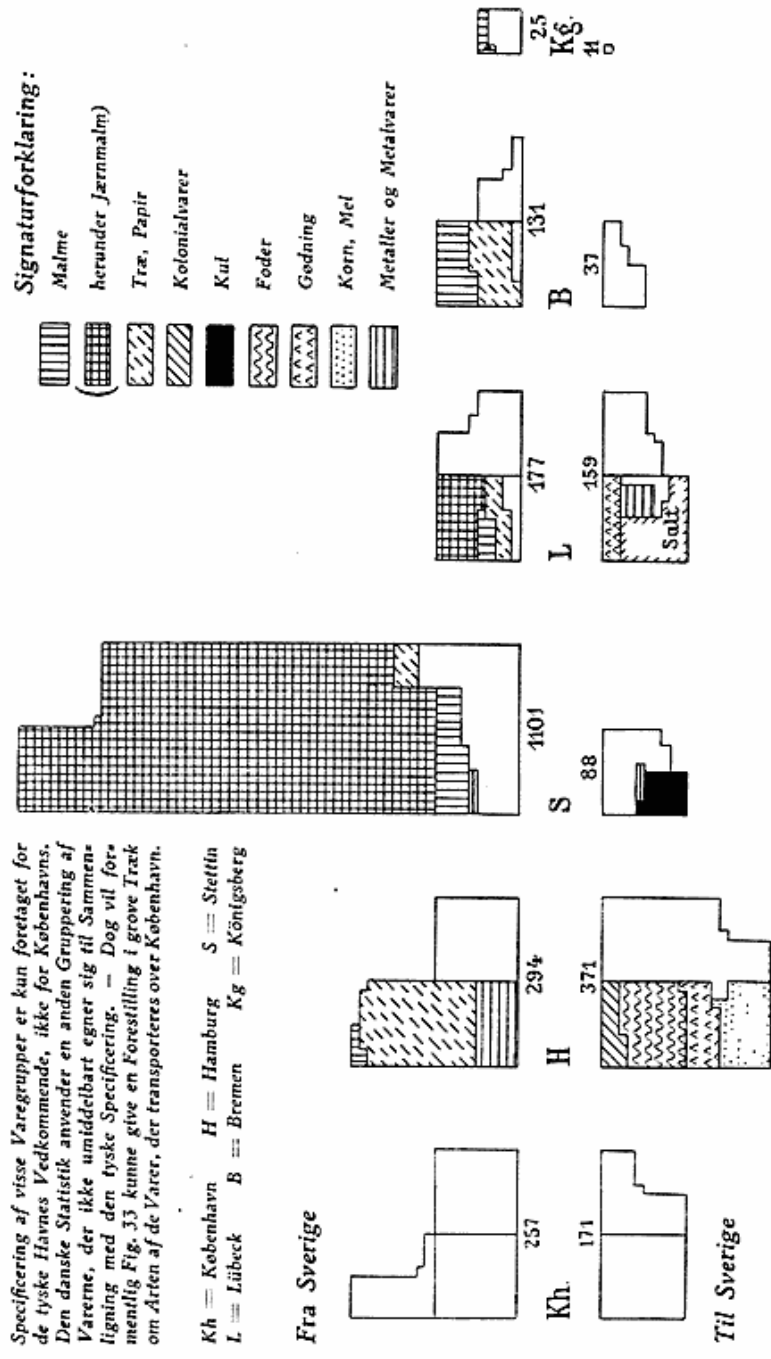 Specificering af visse Varegrupper er kun foretaget for
de tyske Havnes Vedkommende, ikke for Københavns.
Den danske Statistik anvender en anden Gruppering af
Varerne, der ikke umiddelbart egner sig til Sammen=
ligning med den tyske Specificering. — Dog vil for=
mentlig Fig. 33 kunne give en Forestilling i grove Træk
om Arten af de Varer, der transporteres over København.
Kh = København H = Hamburg S = Stettin
L = Lübeck B = Bremen Kg = Königsberg
Signaturforklaring:
Malme
(herunder Jærnmalm)
Træ, Papir
Kolonialvarer
Kul
Foder
Gødning
Korn, Mel
Metaller og Metalvarer
Fra Sverige
257 294 1101 177 131 25
Kh. H S L B Kg.
171 371 88 159 37 11
Salt
Til Sverige